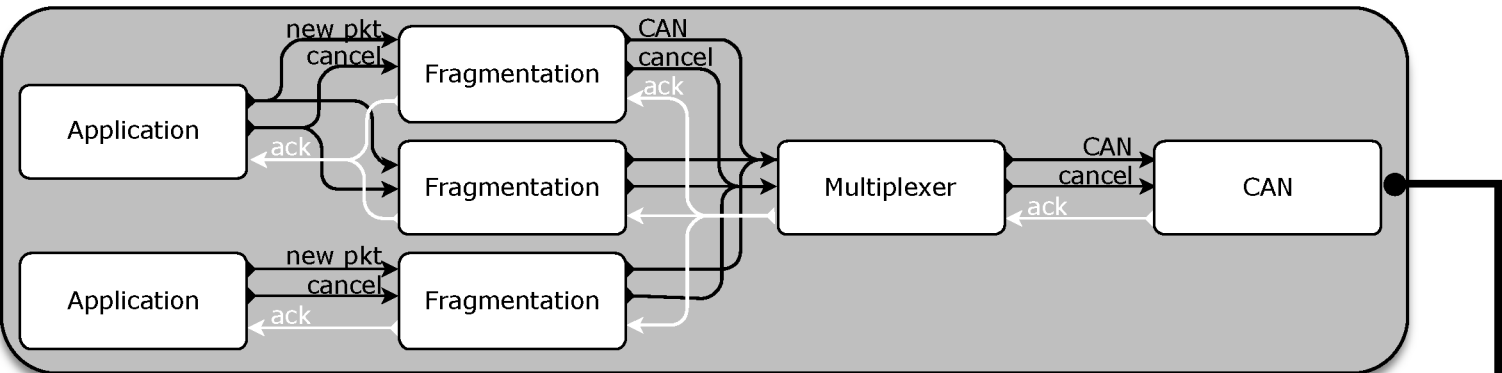 new pkt
cancel
ack
Application
Fragmentation
CAN
cancel
ack
Fragmentation
Application
new pkt
cancel
ack
Fragmentation
Multiplexer
CAN
cancel
ack
CAN